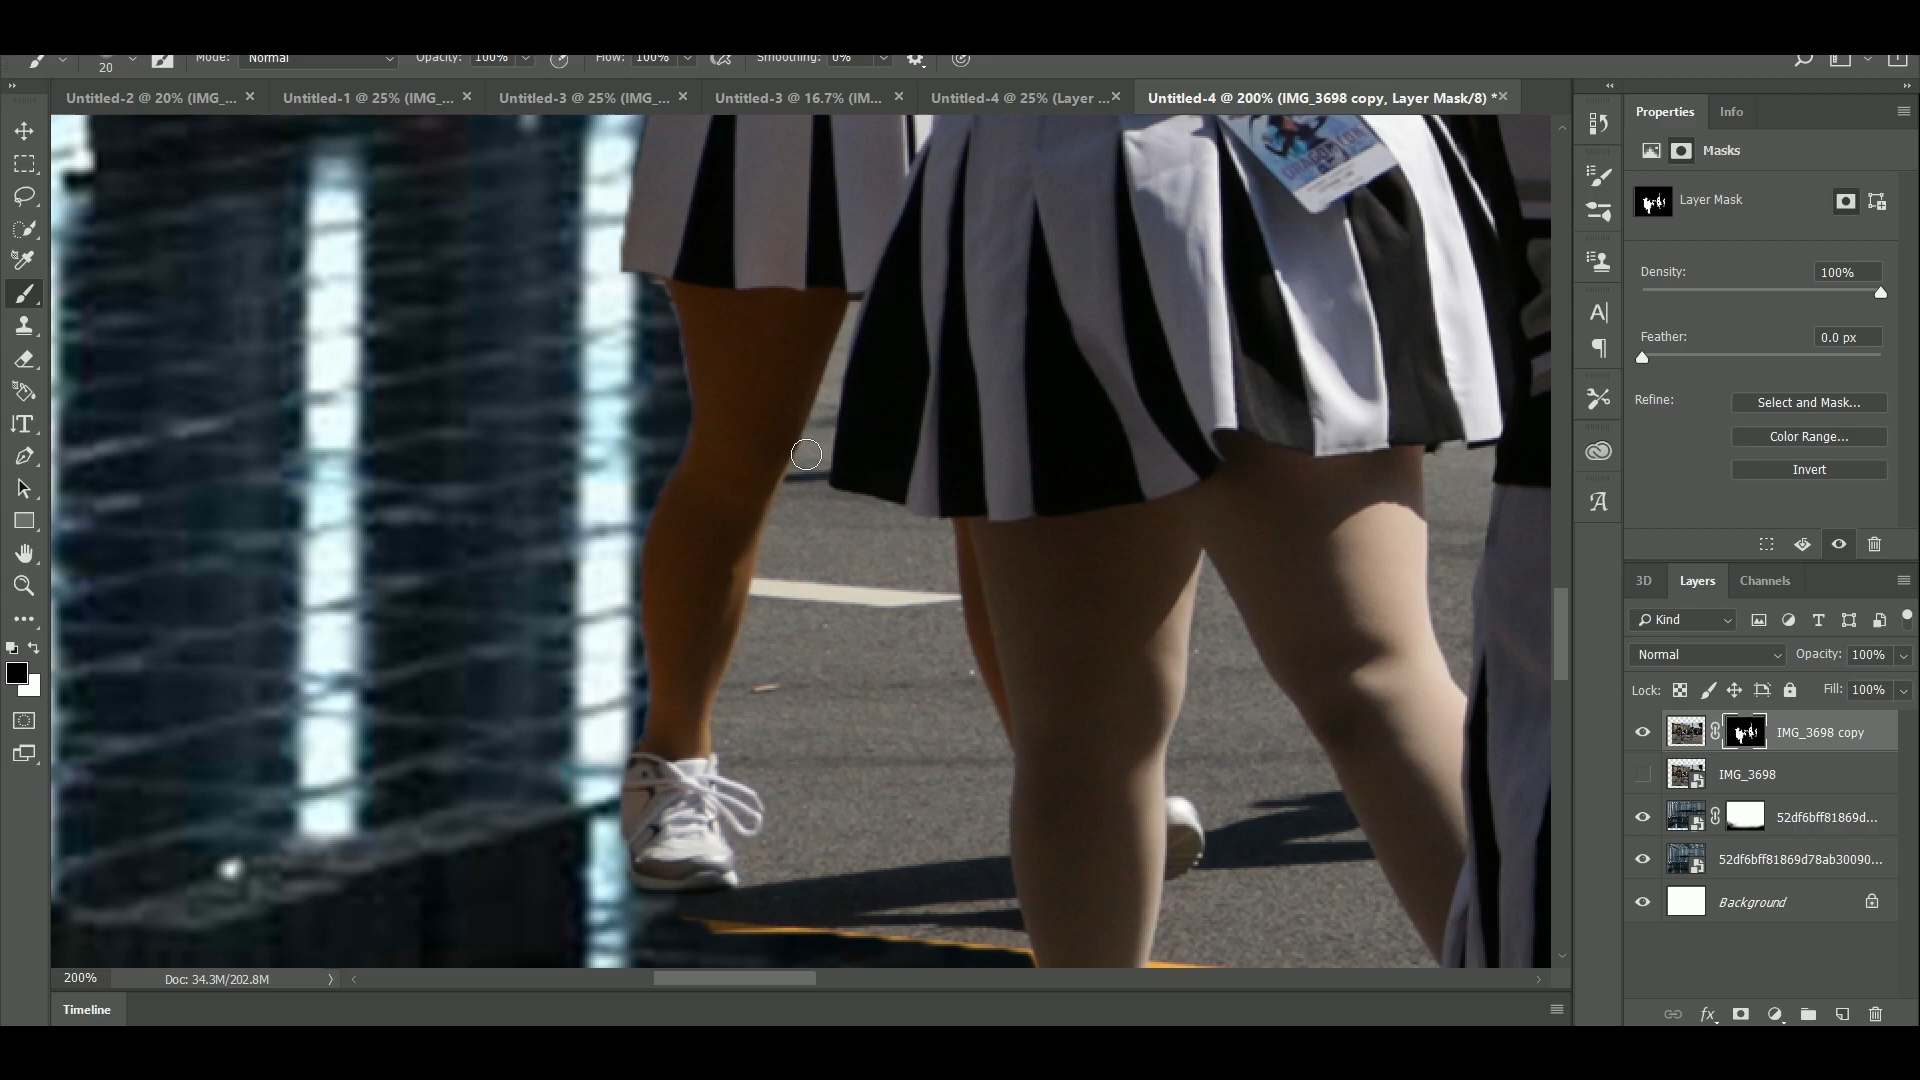 20 Mode: Normal Opacity: 100% Flow: 100% Smoothing: 0%
Untitled-2 @ 20% (IMG_... Untitled-1 @ 25% (IMG_... Untitled-3 @ 25% (IMG_... Untitled-3 @ 16.7% (IM... Untitled-4 @ 25% (Layer ... Untitled-4 @ 200% (IMG_3698 copy, Layer Mask/8) *
Properties Info
Masks
Layer Mask
Density: 100%
Feather: 0.0 px
Refine: Select and Mask...
Color Range...
Invert
3D Layers Channels
Kind
Normal Opacity: 100%
Lock: Fill: 100%
IMG_3698 copy
IMG_3698
52df6bff81869d...
52df6bff81869d78ab30090...
Background
200% Doc: 34.3M/202.8M
Timeline